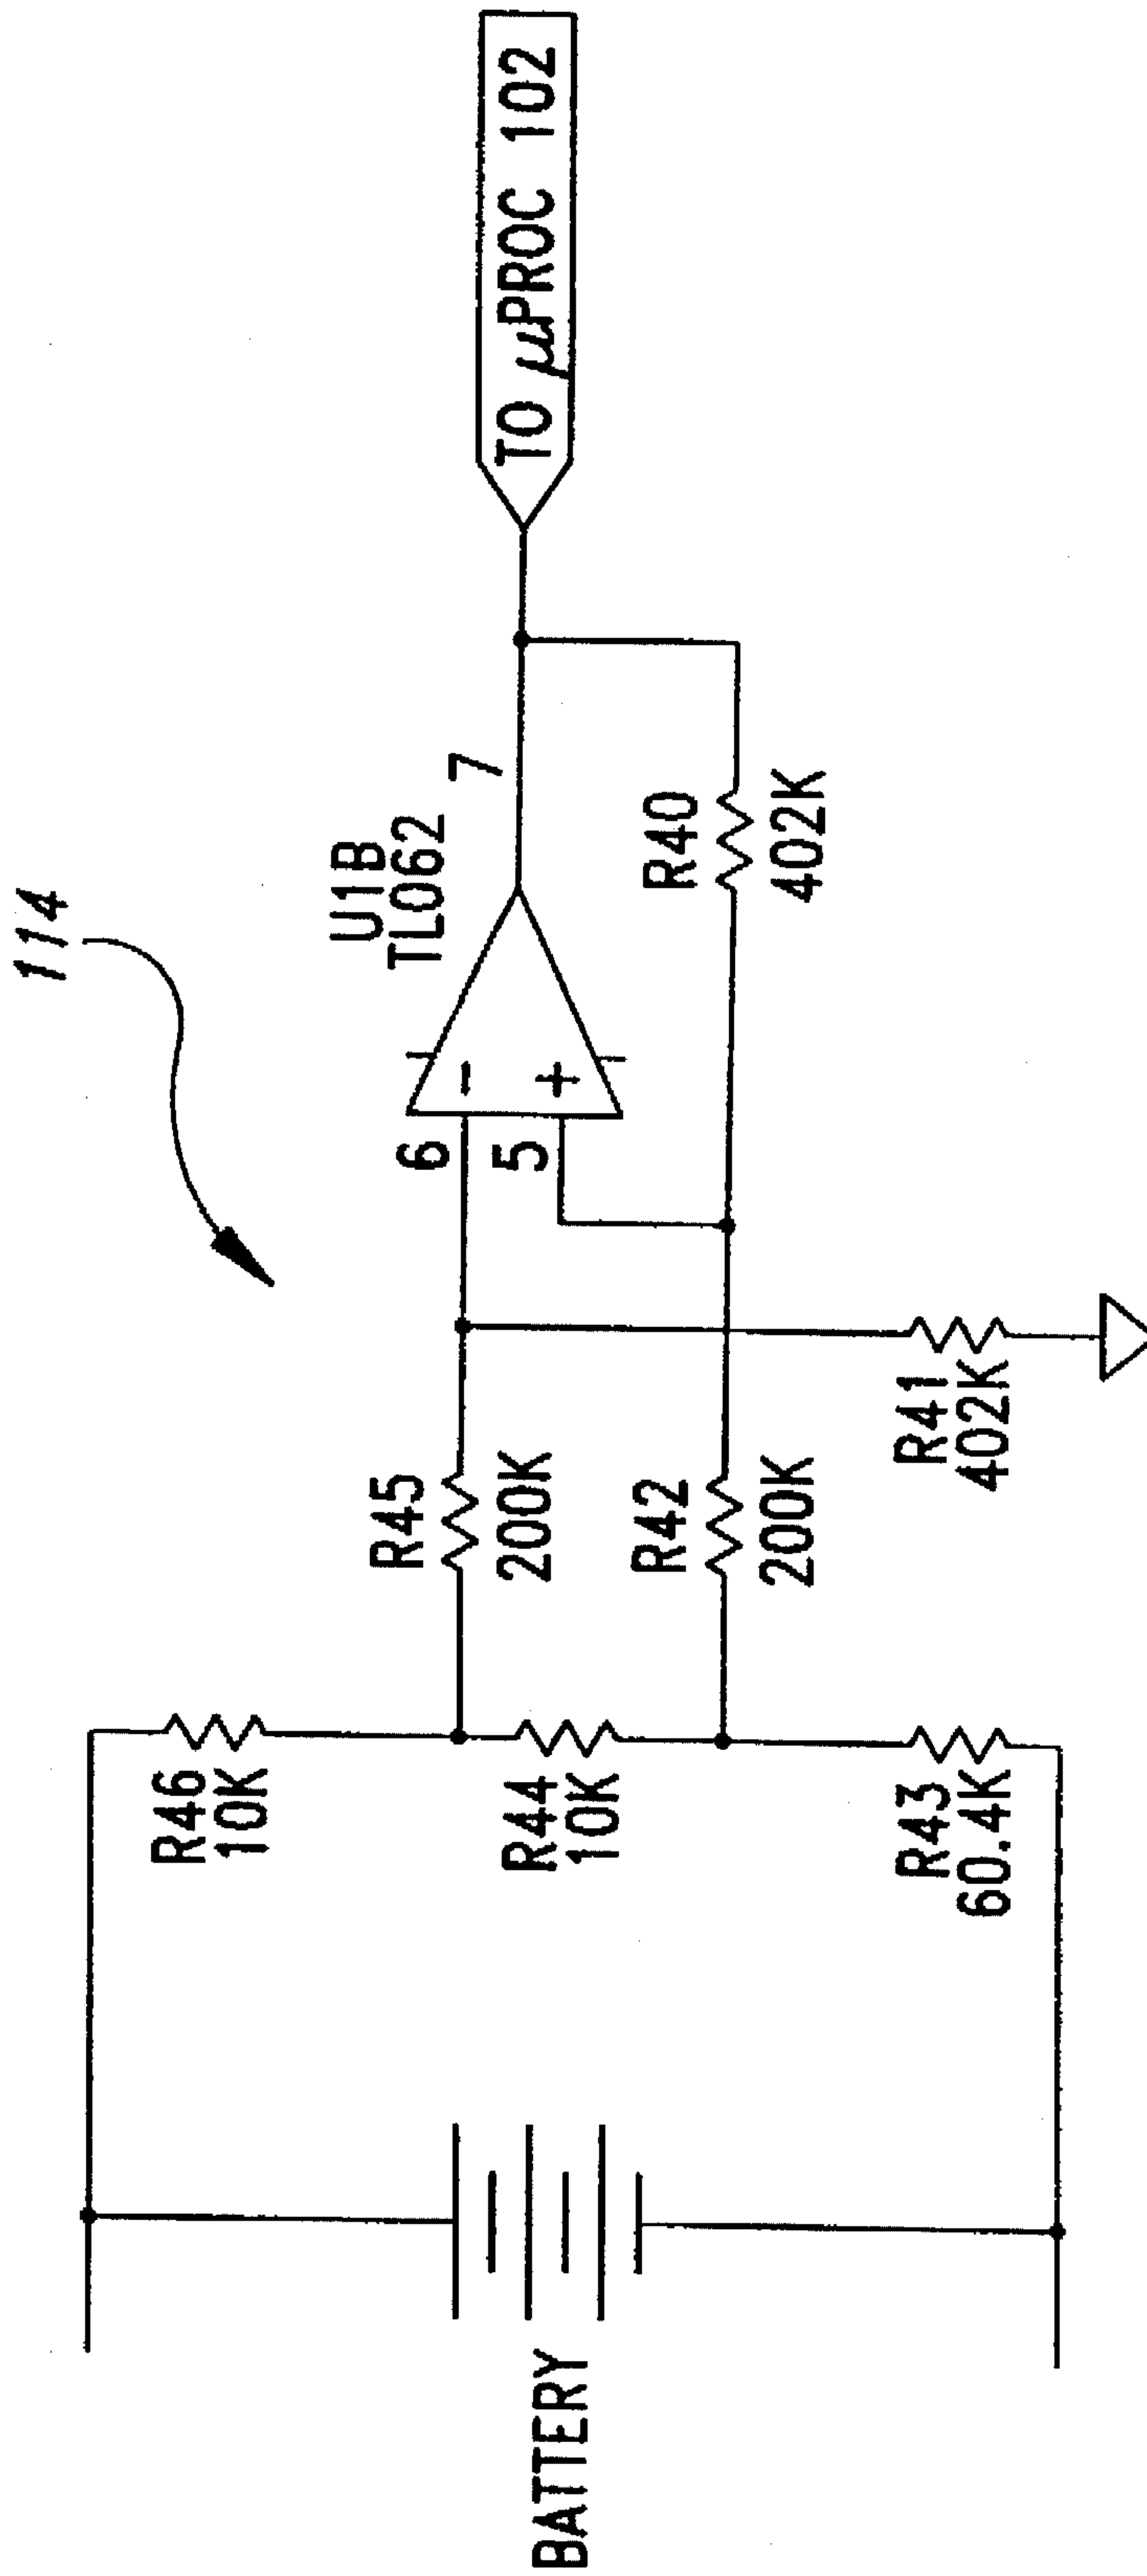 114
BATTERY
R46
10K
R44
10K
R43
60.4K
R45
200K
R42
200K
R41
402K
6
5
-
+
U1B
TL062
7
R40
402K
TO μPROC 102